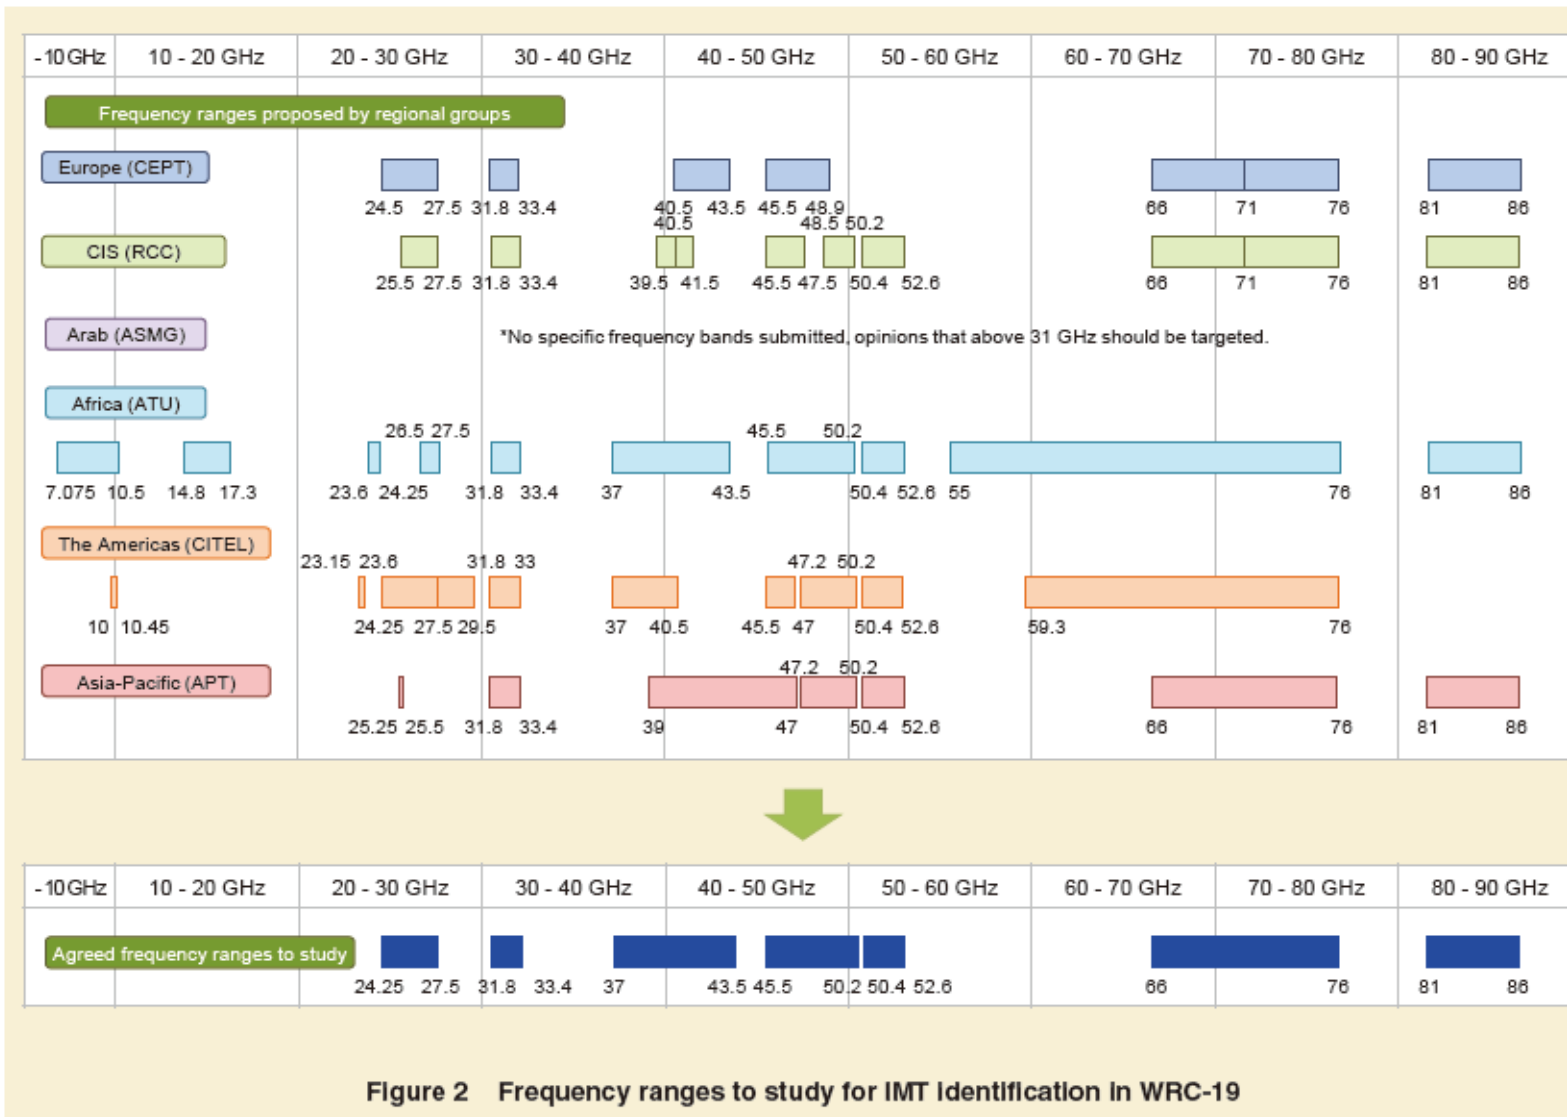 -10GHz 10 - 20 GHz 20 - 30 GHz 30 - 40 GHz 40 - 50 GHz 50 - 60 GHz 60 - 70 GHz 70 - 80 GHz 80 - 90 GHz
Frequency ranges proposed by regional groups
Europe (CEPT)
24.5 27.5 31.8 33.4 40.5 43.5 45.5 48.9 66 71 76 81 86
40.5 48.5 50.2
CIS (RCC)
25.5 27.5 31.8 33.4 39.5 41.5 45.5 47.5 50.4 52.6 66 71 76 81 86
Arab (ASMG)
*No specific frequency bands submitted, opinions that above 31 GHz should be targeted.
Africa (ATU)
26.5 27.5 45.5 50.2
7.075 10.5 14.8 17.3 23.6 24.25 31.8 33.4 37 43.5 50.4 52.6 55 76 81 86
The Americas (CITEL)
23.15 23.6 31.8 33 47.2 50.2
10 10.45 24.25 27.5 29.5 37 40.5 45.5 47 50.4 52.6 59.3 76
Asia-Pacific (APT)
47.2 50.2
25.25 25.5 31.8 33.4 39 47 50.4 52.6 66 76 81 86
-10GHz 10 - 20 GHz 20 - 30 GHz 30 - 40 GHz 40 - 50 GHz 50 - 60 GHz 60 - 70 GHz 70 - 80 GHz 80 - 90 GHz
Agreed frequency ranges to study
24.25 27.5 31.8 33.4 37 43.5 45.5 50.2 50.4 52.6 66 76 81 86
Figure 2 Frequency ranges to study for IMT identification in WRC-19